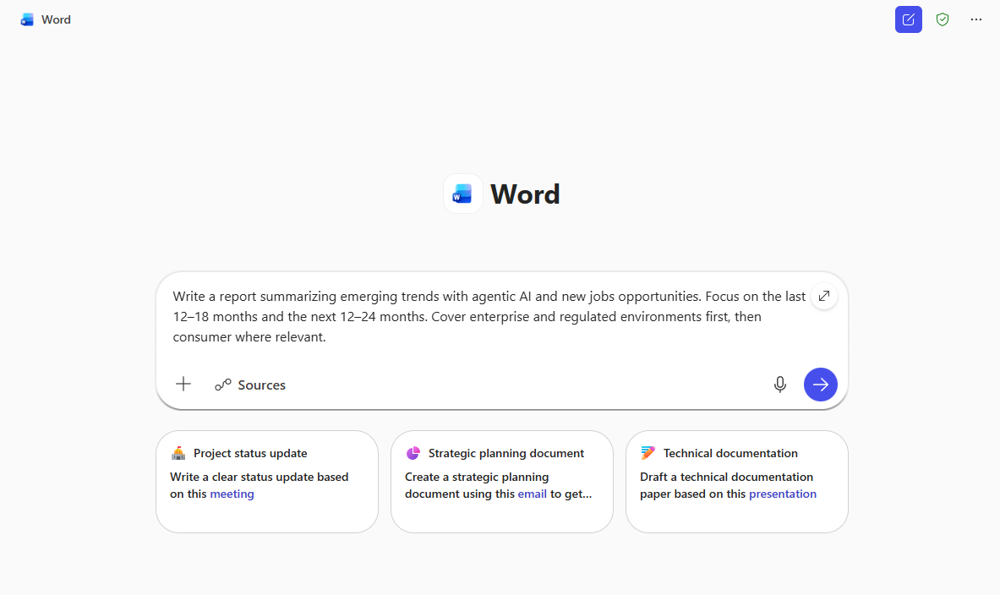 Word
Word
Write a report summarizing emerging trends with agentic AI and new jobs opportunities. Focus on the last
12–18 months and the next 12–24 months. Cover enterprise and regulated environments first, then
consumer where relevant.
Sources
Project status update
Write a clear status update based
on this meeting
Strategic planning document
Create a strategic planning
document using this email to get...
Technical documentation
Draft a technical documentation
paper based on this presentation